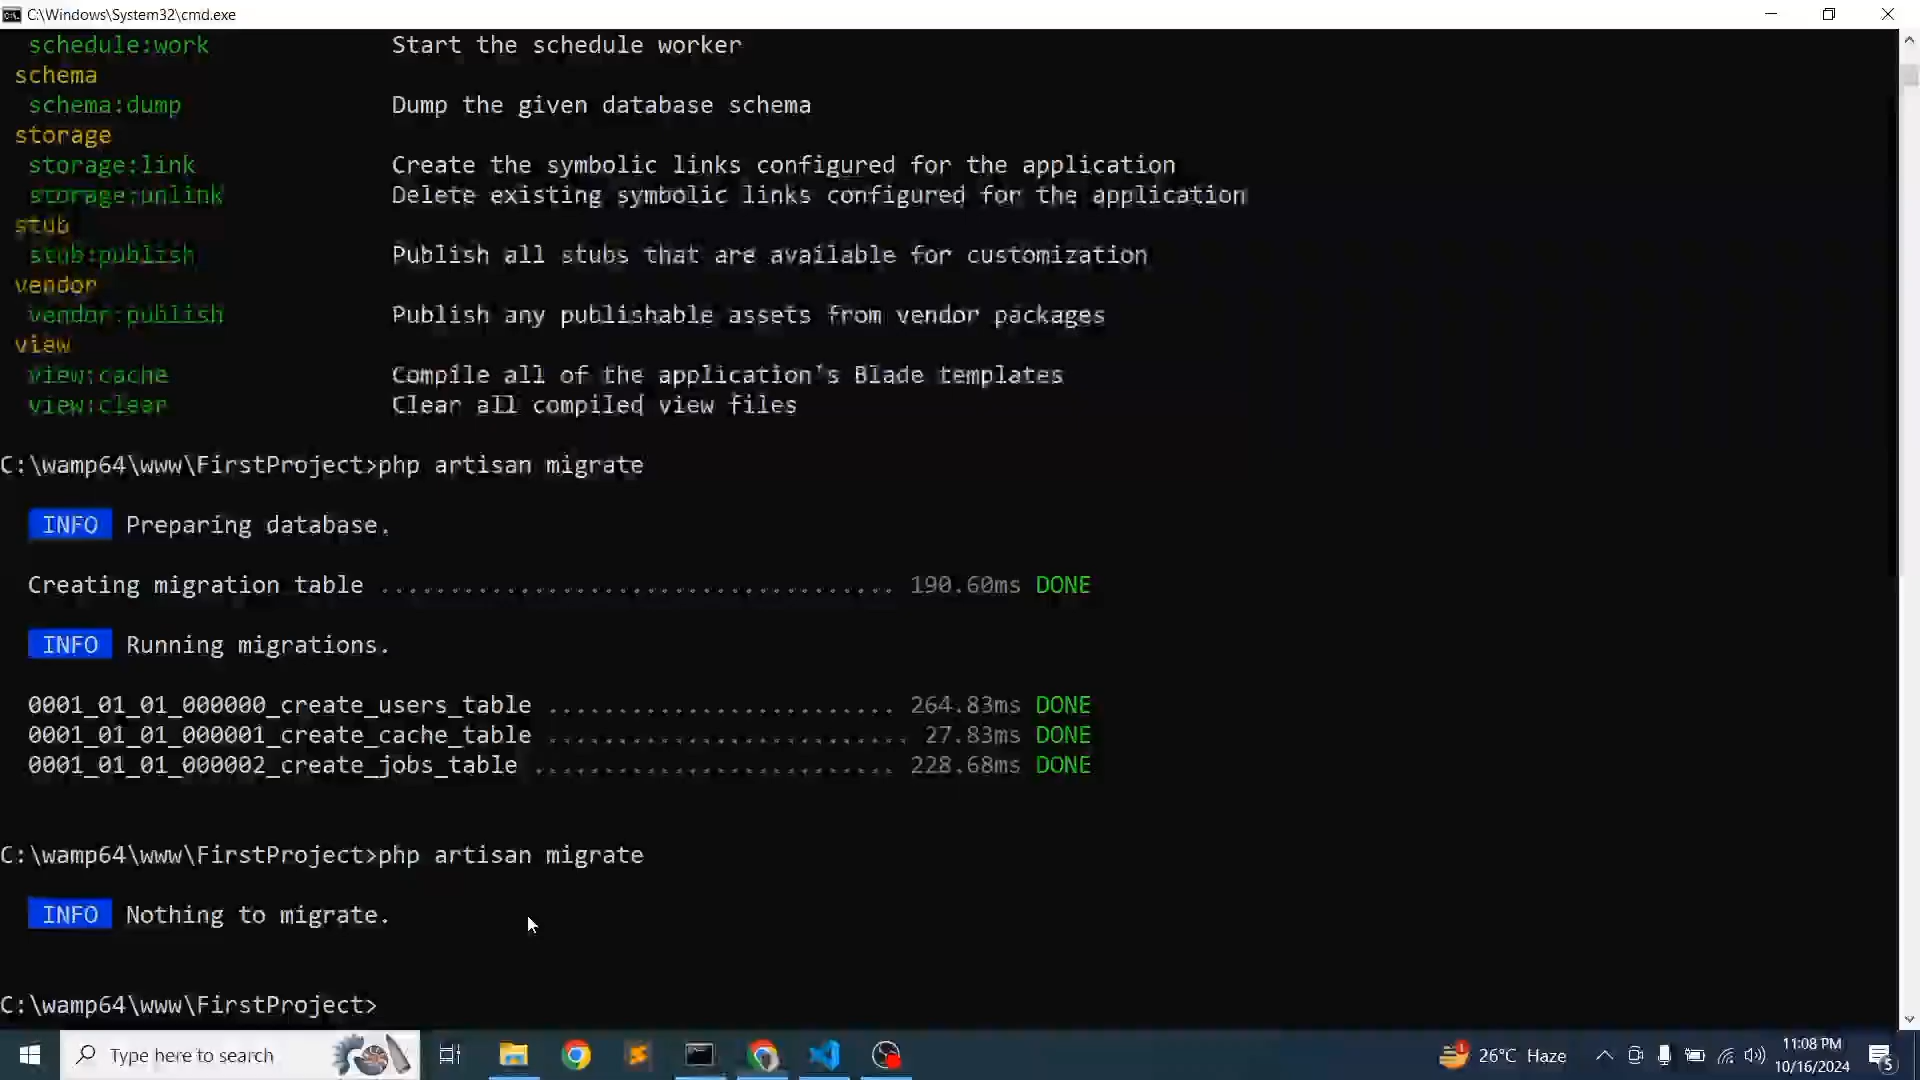 C:\Windows\System32\cmd.exe
schedule:work Start the schedule worker
schema
schema:dump Dump the given database schema
storage
storage:link Create the symbolic links configured for the application
storage:unlink Delete existing symbolic links configured for the application
stub
stub:publish Publish all stubs that are available for customization
vendor
vendor:publish Publish any publishable assets from vendor packages
view
view:cache Compile all of the application's Blade templates
view:clear Clear all compiled view files
C:\wamp64\www\FirstProject>php artisan migrate
INFO Preparing database.
Creating migration table ..................................... 190.60ms DONE
INFO Running migrations.
0001_01_01_000000_create_users_table ......................... 264.83ms DONE
0001_01_01_000001_create_cache_table .......................... 27.83ms DONE
0001_01_01_000002_create_jobs_table .......................... 228.68ms DONE
C:\wamp64\www\FirstProject>php artisan migrate
INFO Nothing to migrate.
C:\wamp64\www\FirstProject>
Type here to search
1
26°C Haze
11:08 PM
10/16/2024
5